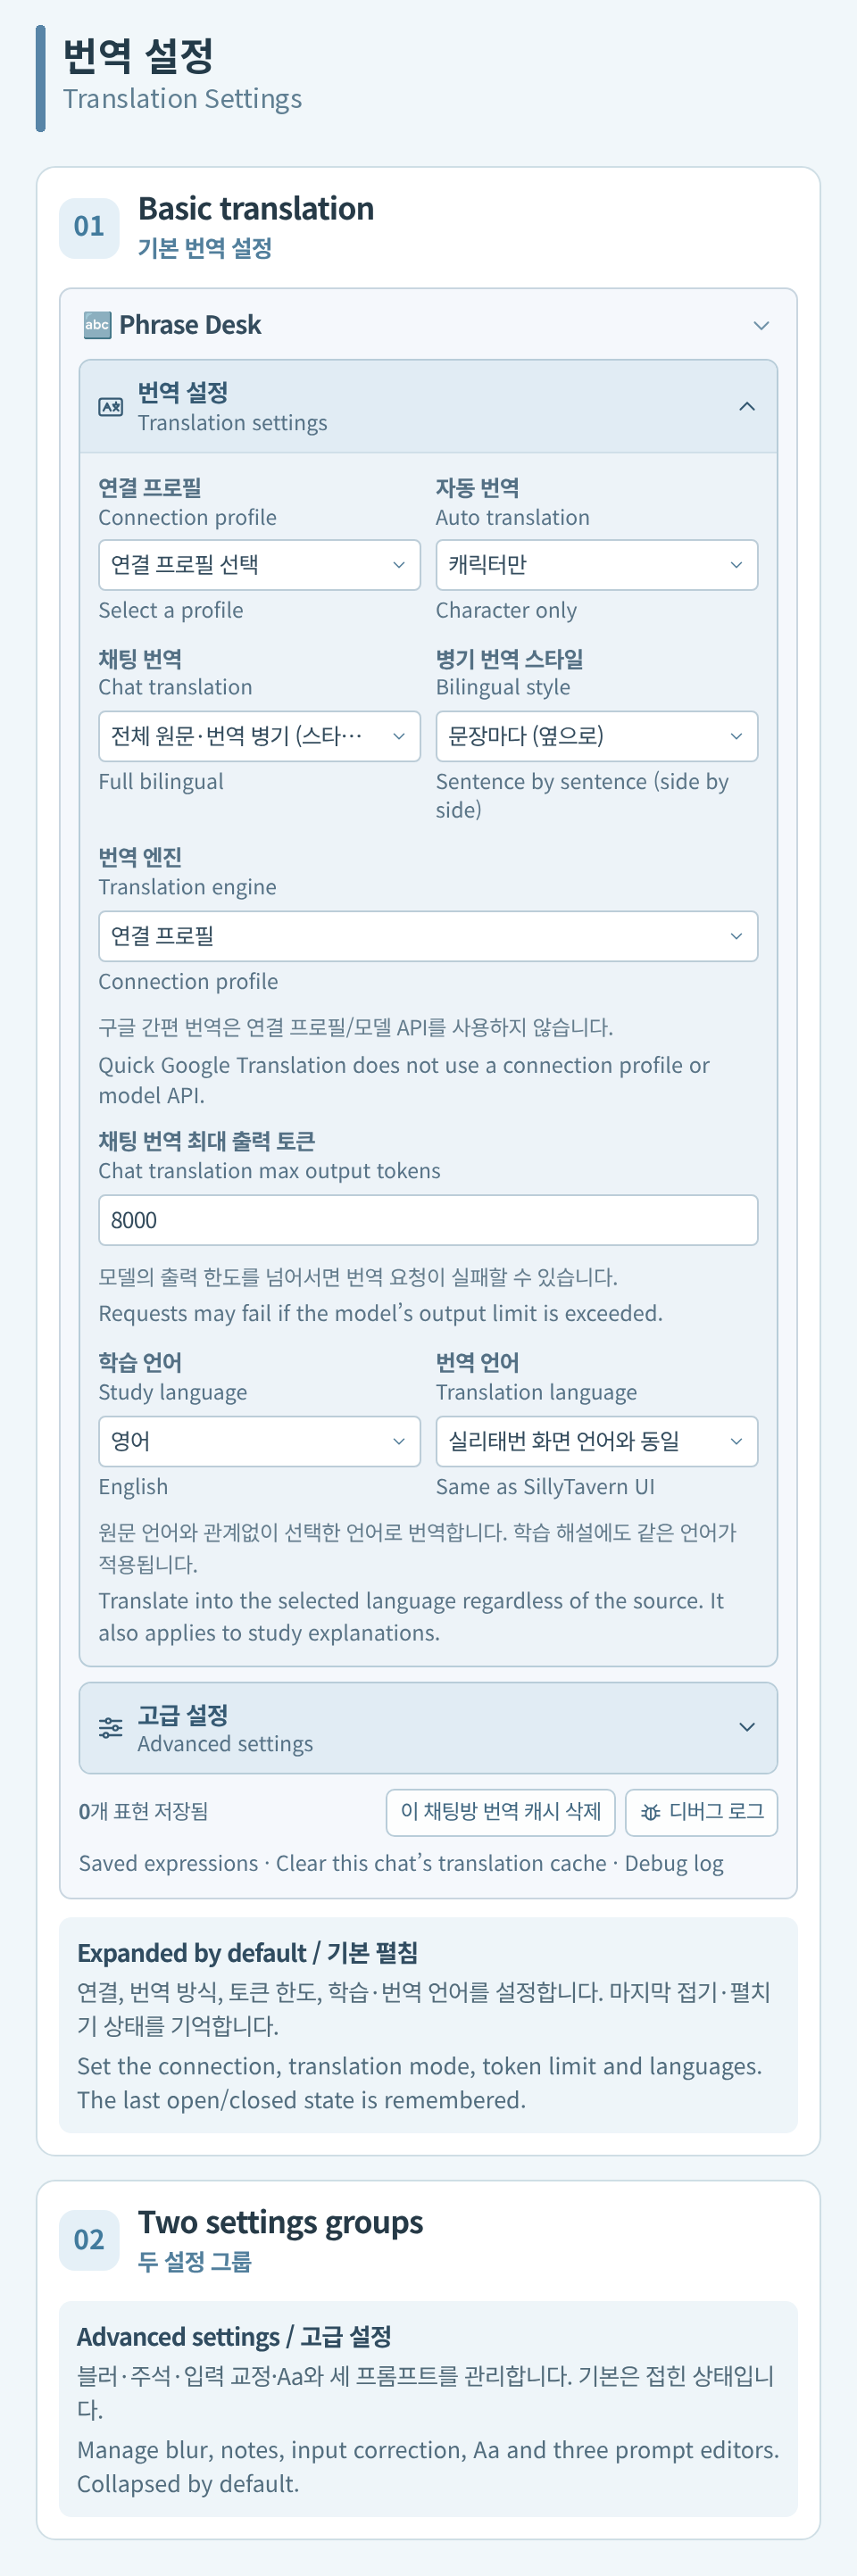 번역 설정
Translation Settings
01
Basic translation
기본 번역 설정
🔤 Phrase Desk
번역 설정
Translation settings
연결 프로필
Connection profile
연결 프로필 선택
Select a profile
자동 번역
Auto translation
캐릭터만
Character only
채팅 번역
Chat translation
전체 원문·번역 병기 (스타…
Full bilingual
병기 번역 스타일
Bilingual style
문장마다 (옆으로)
Sentence by sentence (side by
side)
번역 엔진
Translation engine
연결 프로필
Connection profile
구글 간편 번역은 연결 프로필/모델 API를 사용하지 않습니다.
Quick Google Translation does not use a connection profile or
model API.
채팅 번역 최대 출력 토큰
Chat translation max output tokens
8000
모델의 출력 한도를 넘어서면 번역 요청이 실패할 수 있습니다.
Requests may fail if the model’s output limit is exceeded.
학습 언어
Study language
영어
English
번역 언어
Translation language
실리태번 화면 언어와 동일
Same as SillyTavern UI
원문 언어와 관계없이 선택한 언어로 번역합니다. 학습 해설에도 같은 언어가
적용됩니다.
Translate into the selected language regardless of the source. It
also applies to study explanations.
고급 설정
Advanced settings
0개 표현 저장됨
이 채팅방 번역 캐시 삭제
디버그 로그
Saved expressions · Clear this chat’s translation cache · Debug log
Expanded by default / 기본 펼침
연결, 번역 방식, 토큰 한도, 학습·번역 언어를 설정합니다. 마지막 접기·펼치
기 상태를 기억합니다.
Set the connection, translation mode, token limit and languages.
The last open/closed state is remembered.
02
Two settings groups
두 설정 그룹
Advanced settings / 고급 설정
블러·주석·입력 교정·Aa와 세 프롬프트를 관리합니다. 기본은 접힌 상태입니
다.
Manage blur, notes, input correction, Aa and three prompt editors.
Collapsed by default.